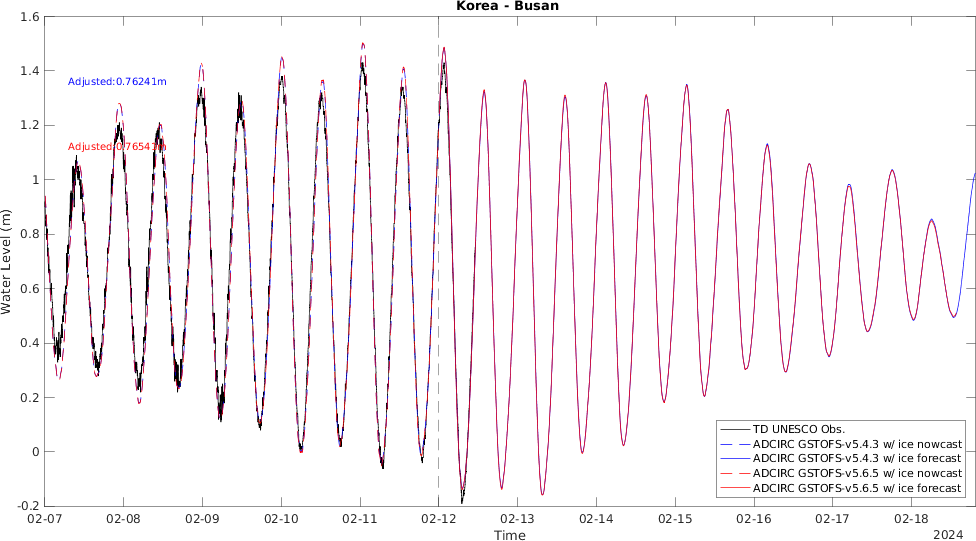 Korea - Busan
1.6
1.4
1.2
1
0.8
0.6
0.4
0.2
0
-0.2
Water Level (m)
Adjusted:0.76241m
Adjusted:0.76541m
TD UNESCO Obs.
ADCIRC GSTOFS-v5.4.3 w/ ice nowcast
ADCIRC GSTOFS-v5.4.3 w/ ice forecast
ADCIRC GSTOFS-v5.6.5 w/ ice nowcast
ADCIRC GSTOFS-v5.6.5 w/ ice forecast
02-07 02-08 02-09 02-10 02-11 02-12 02-13 02-14 02-15 02-16 02-17 02-18
Time
2024